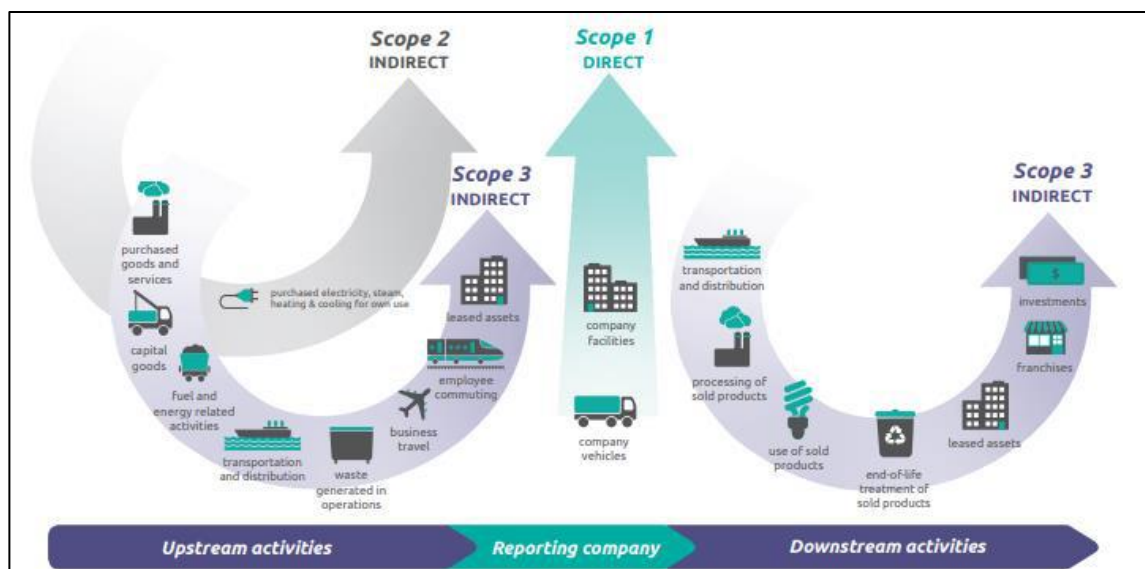 Scope 2
INDIRECT
Scope 1
DIRECT
Scope 3
INDIRECT
Scope 3
INDIRECT
purchased
goods and
services
capital
goods
fuel and
energy related
activities
purchased electricity, steam,
heating & cooling for own use
transportation
and distribution
waste
generated in
operations
business
travel
employee
commuting
leased assets
company
facilities
company
vehicles
transportation
and distribution
processing of
sold products
use of sold
products
end-of-life
treatment of
sold products
leased assets
franchises
$
investments
Upstream activities
Reporting company
Downstream activities